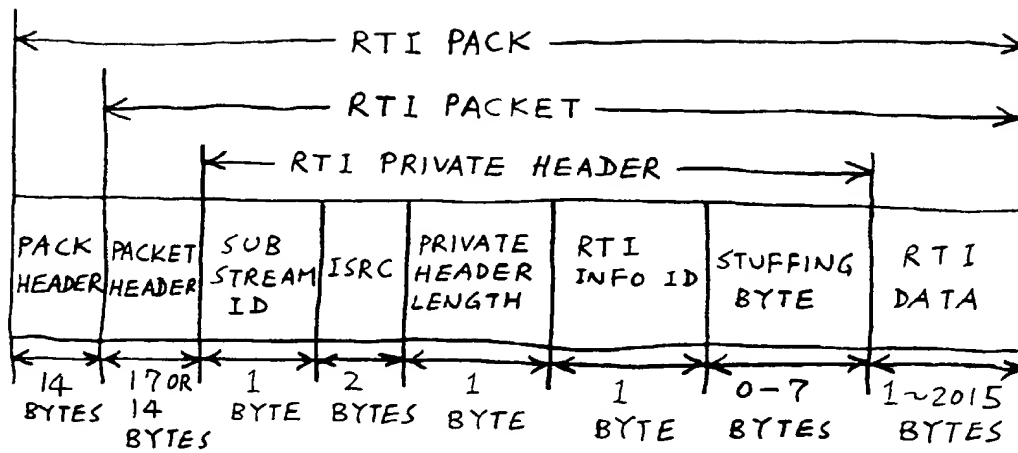 RTI PACK
RTI PACKET
RTI PRIVATE HEADER
PACK
HEADER
PACKET
HEADER
SUB
STREAM
ID
ISRC
PRIVATE
HEADER
LENGTH
RTI
INFO ID
STUFFING
BYTE
RTI
DATA
14
BYTES
17 OR
14
BYTES
1
BYTE
2
BYTES
1
BYTE
1
BYTE
0-7
BYTES
1~2015
BYTES